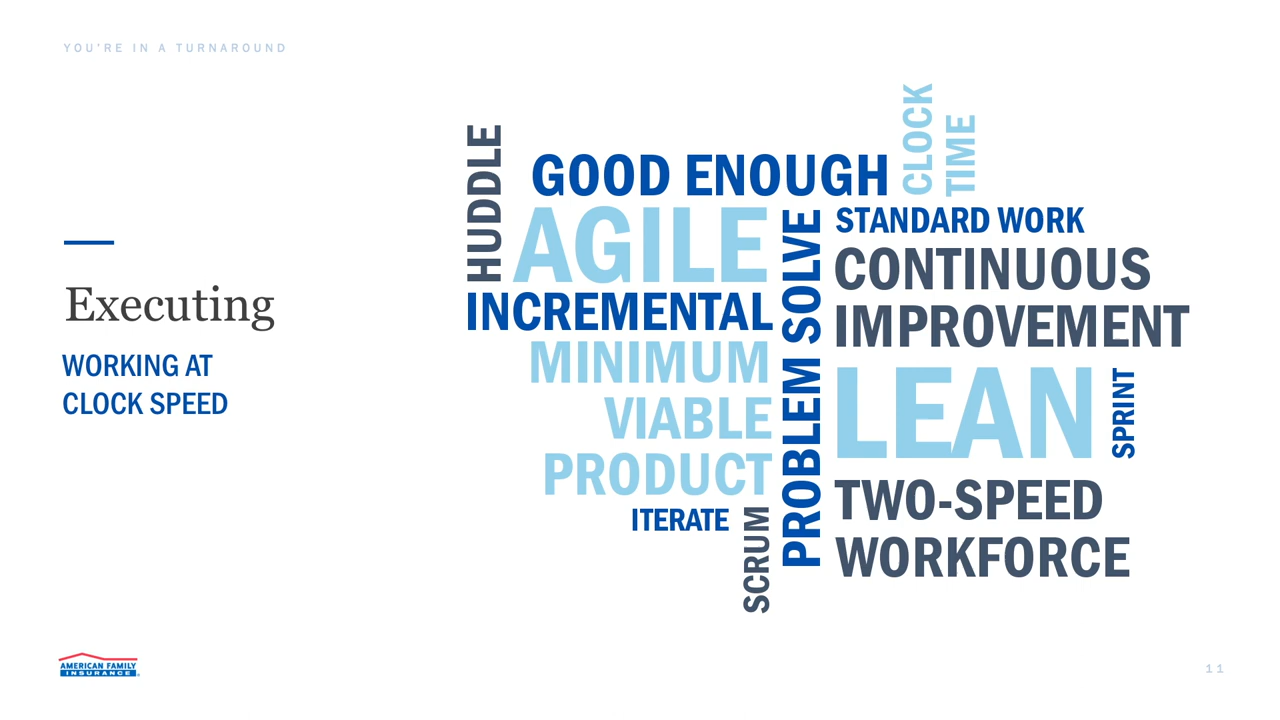 YOU'RE IN A TURNAROUND
Executing
WORKING AT
CLOCK SPEED
HUDDLE
GOOD ENOUGH
CLOCK
TIME
AGILE
INCREMENTAL
MINIMUM
VIABLE
PRODUCT
ITERATE
SCRUM
PROBLEM SOLVE
STANDARD WORK
CONTINUOUS
IMPROVEMENT
LEAN
SPRINT
TWO-SPEED
WORKFORCE
AMERICAN FAMILY
INSURANCE
11